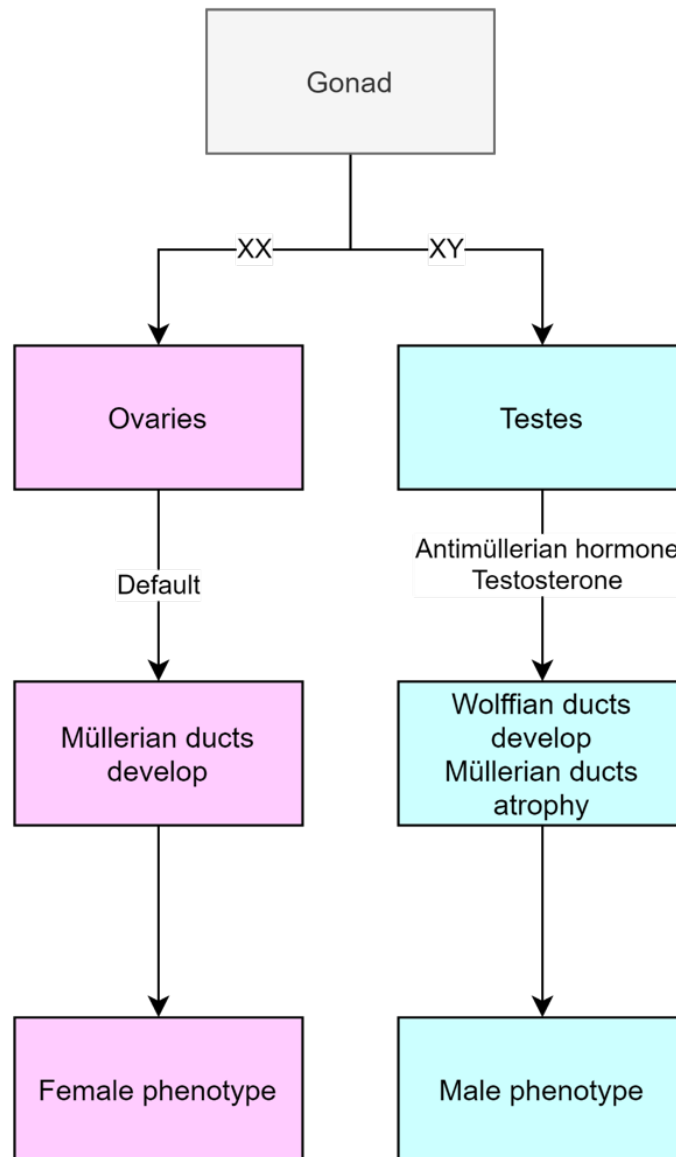 Gonad
XX
XY
Ovaries
Testes
Default
Antimüllerian hormone
Testosterone
Müllerian ducts
develop
Wolffian ducts
develop
Müllerian ducts
atrophy
Female phenotype
Male phenotype